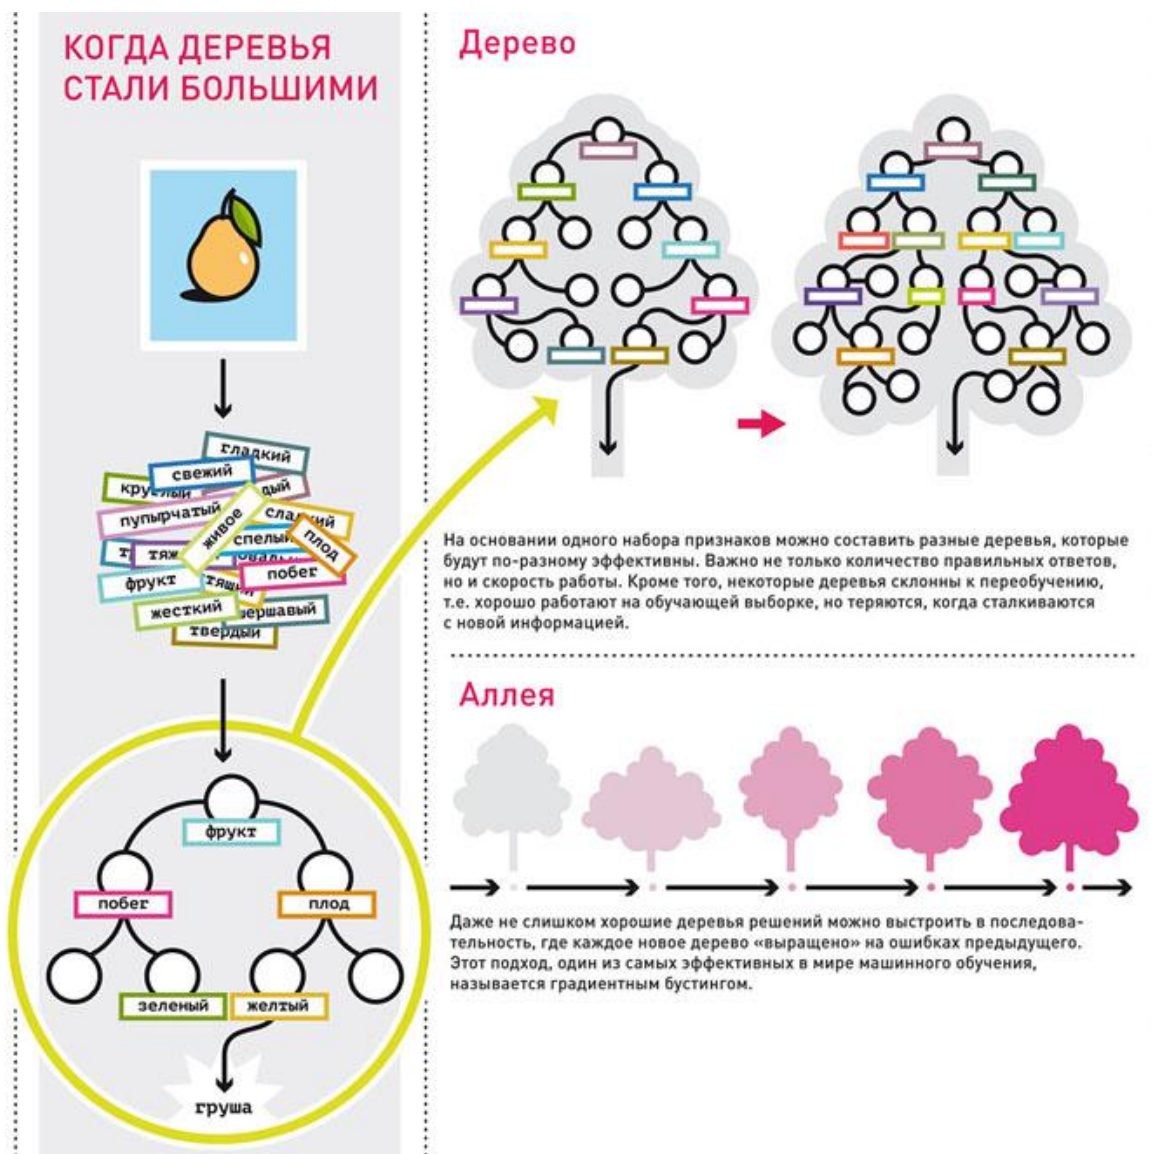 КОГДА ДЕРЕВЬЯ
СТАЛИ БОЛЬШИМИ
гладкий
свежий
пупырчатый
живое
спелый
плод
фрукт
побег
жесткий
твердый
фрукт
побег
плод
зеленый
желтый
груша
Дерево
На основании одного набора признаков можно составить разные деревья, которые
будут по-разному эффективны. Важно не только количество правильных ответов,
но и скорость работы. Кроме того, некоторые деревья склонны к переобучению,
т.е. хорошо работают на обучающей выборке, но теряются, когда сталкиваются
с новой информацией.
Аллея
Даже не слишком хорошие деревья решений можно выстроить в последова-
тельность, где каждое новое дерево «выращено» на ошибках предыдущего.
Этот подход, один из самых эффективных в мире машинного обучения,
называется градиентным бустингом.